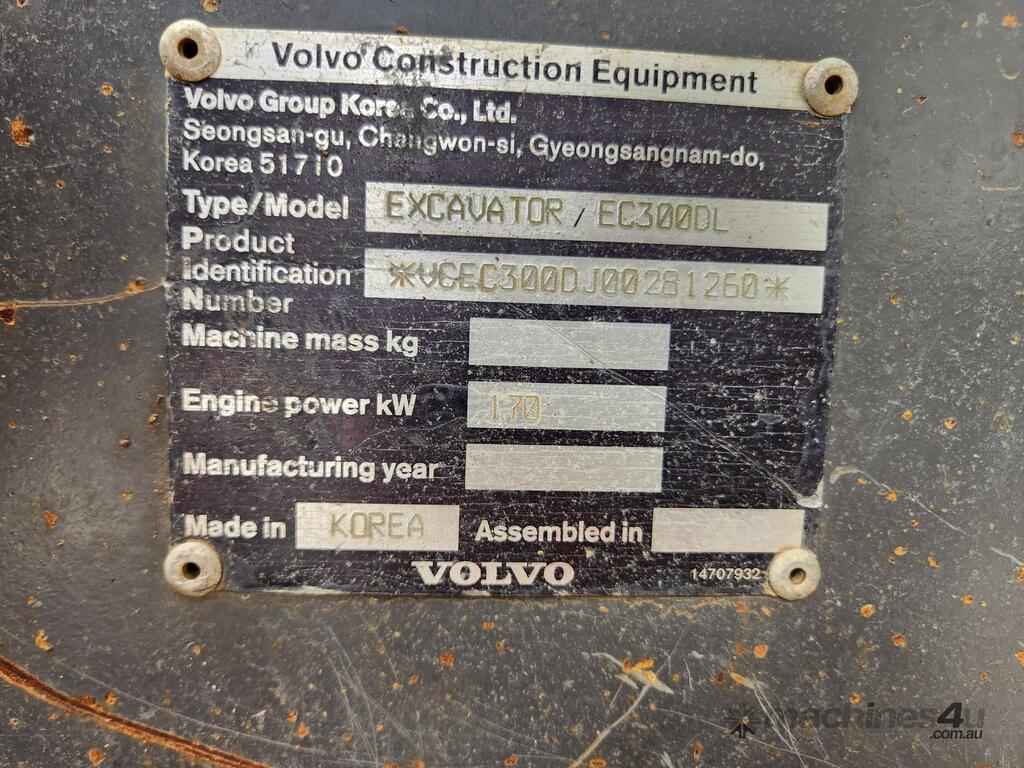 Volvo Construction Equipment
Volvo Group Korea Co., Ltd.
Seongsan-gu, Changwon-si, Gyeongsangnam-do,
Korea 51710
Type/Model EXCAVATOR / EC300DL
Product
Identification *VCEC300DJ00281260*
Number
Machine mass kg
Engine power kW 170
Manufacturing year
Made in KOREA Assembled in
VOLVO 14707932
machines4u
.com.au